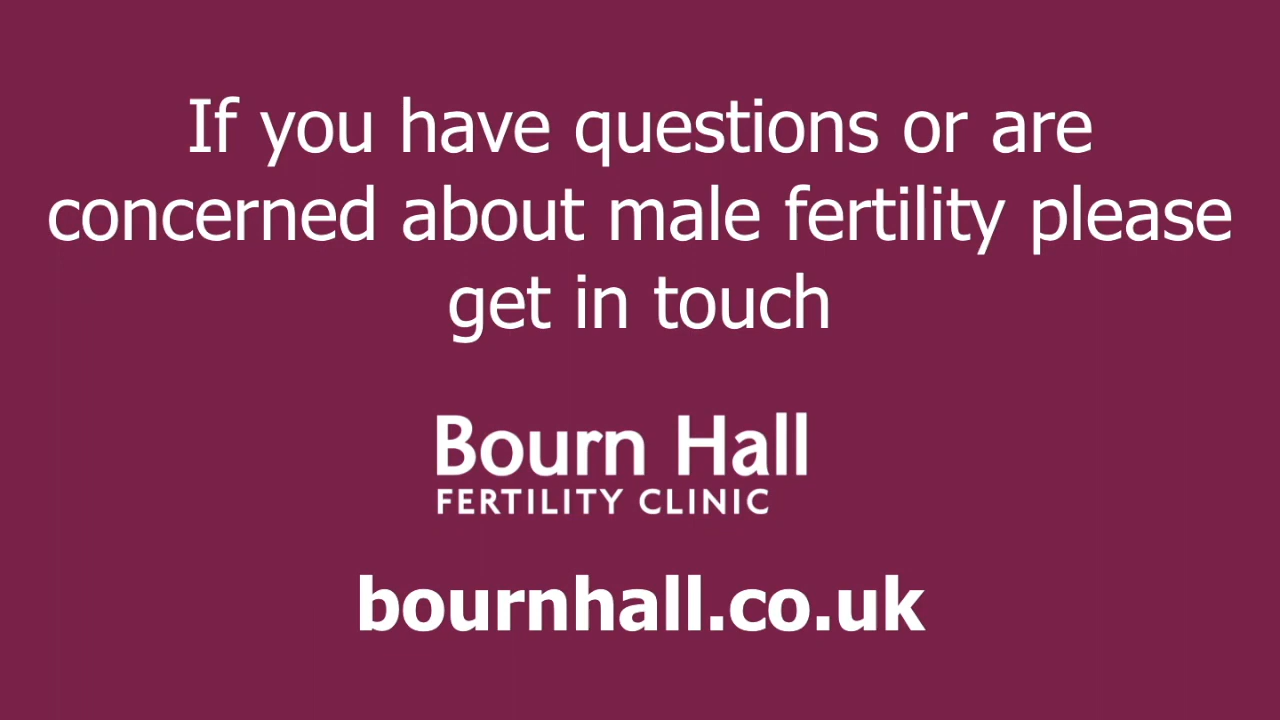 If you have questions or are
concerned about male fertility please
get in touch
Bourn Hall
FERTILITY CLINIC
bournhall.co.uk